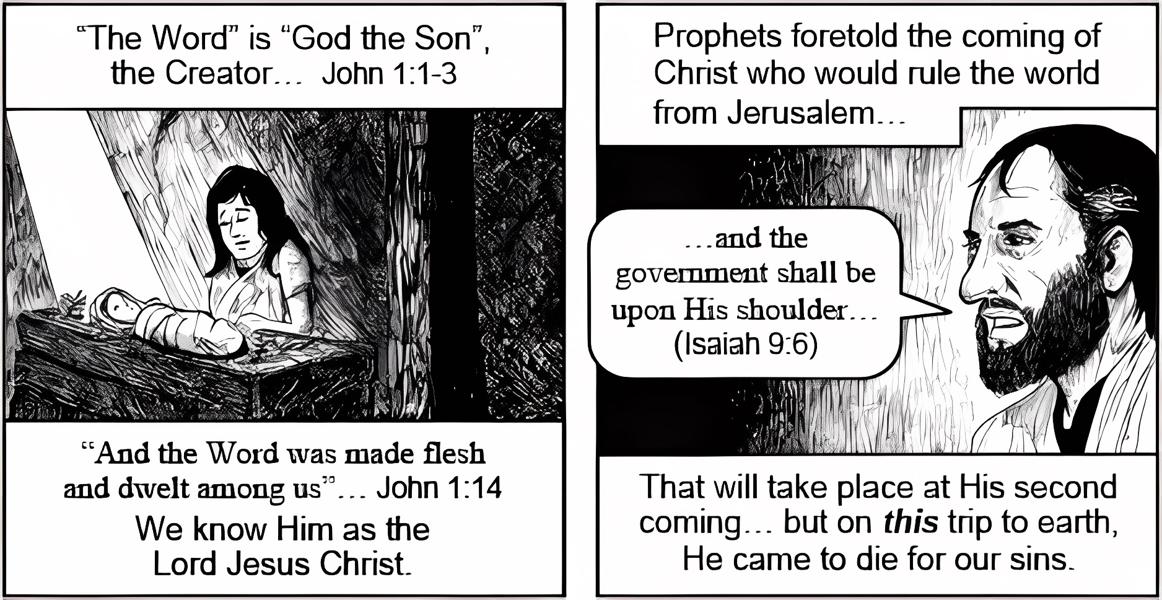 “The Word” is “God the Son”,
the Creator... John 1:1-3
“And the Word was made flesh
and dwelt among us”... John 1:14
We know Him as the
Lord Jesus Christ.
Prophets foretold the coming of
Christ who would rule the world
from Jerusalem...
...and the
government shall be
upon His shoulder...
(Isaiah 9:6)
That will take place at His second
coming... but on this trip to earth,
He came to die for our sins.